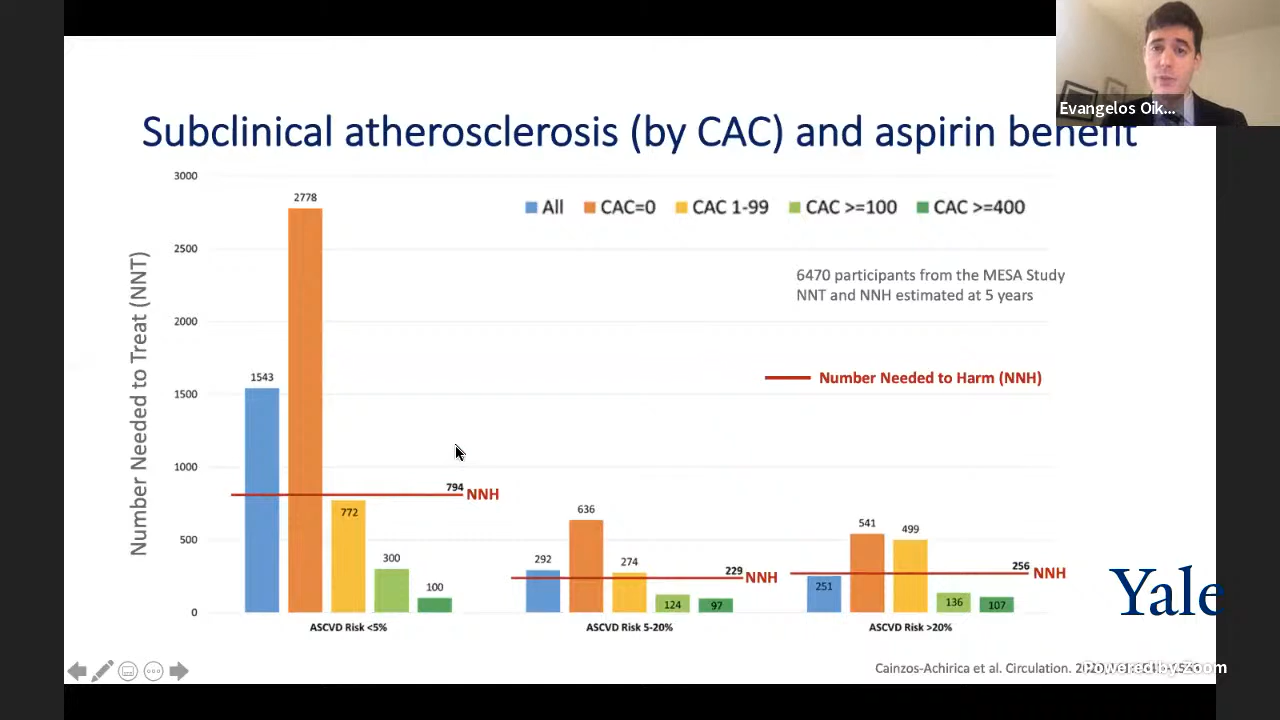 Evangelos Oik...
Subclinical atherosclerosis (by CAC) and aspirin benefit
Number Needed to Treat (NNT)
3000
2500
2000
1500
1000
500
0
All CAC=0 CAC 1-99 CAC >=100 CAC >=400
6470 participants from the MESA Study
NNT and NNH estimated at 5 years
Number Needed to Harm (NNH)
1543
2778
772
300
100
794
NNH
292
636
274
124
97
229
NNH
251
541
499
136
107
256
NNH
ASCVD Risk <5% ASCVD Risk 5-20% ASCVD Risk >20%
Yale
Cainzos-Achirica et al. Circulation.
Powered by Zoom